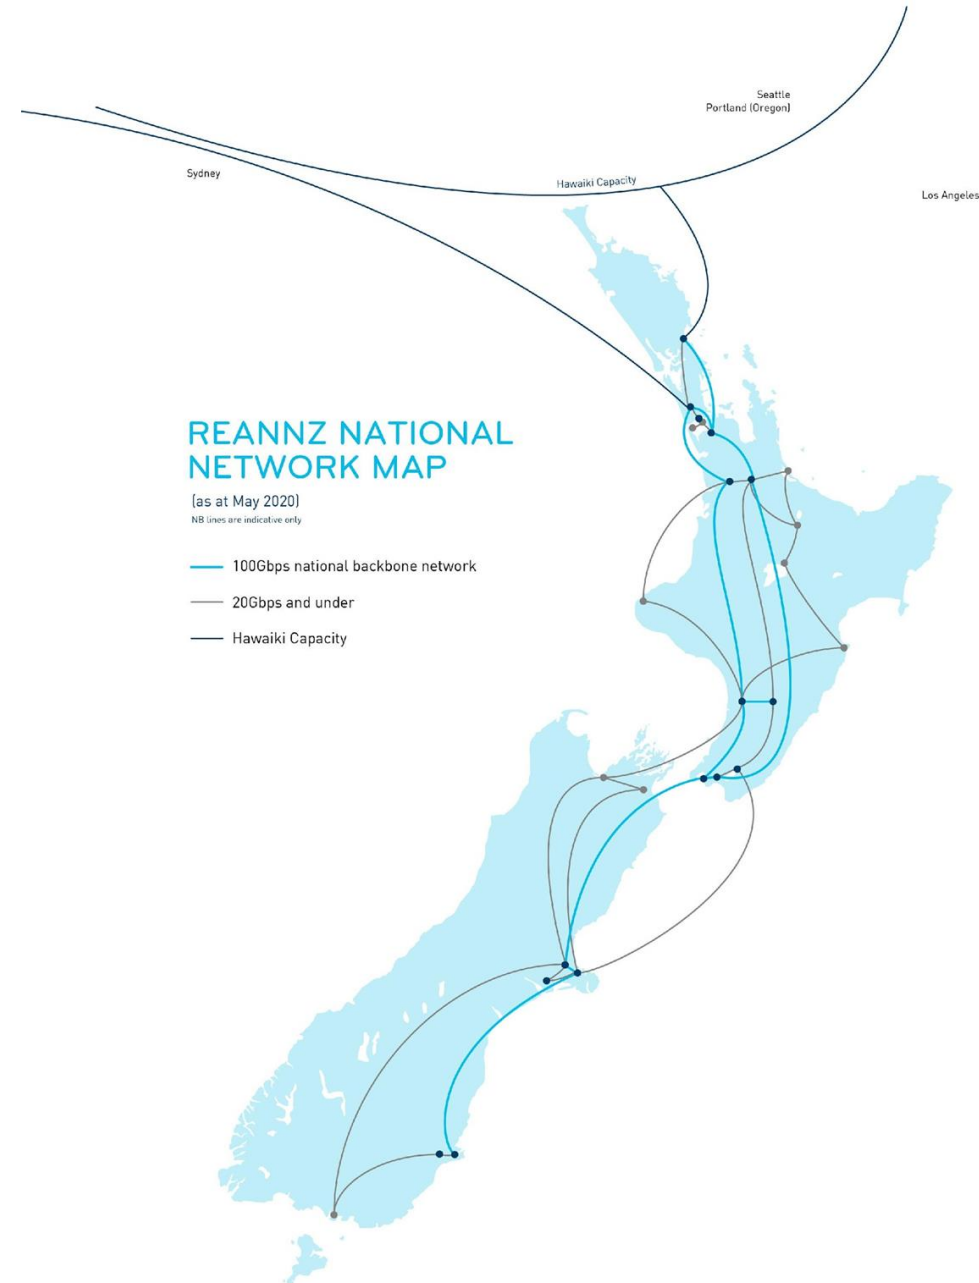 Seattle
Portland (Oregon)
Sydney
Hawaiki Capacity
Los Angeles
REANNZ NATIONAL
NETWORK MAP
(as at May 2020)
NB lines are indicative only
100Gbps national backbone network
20Gbps and under
Hawaiki Capacity